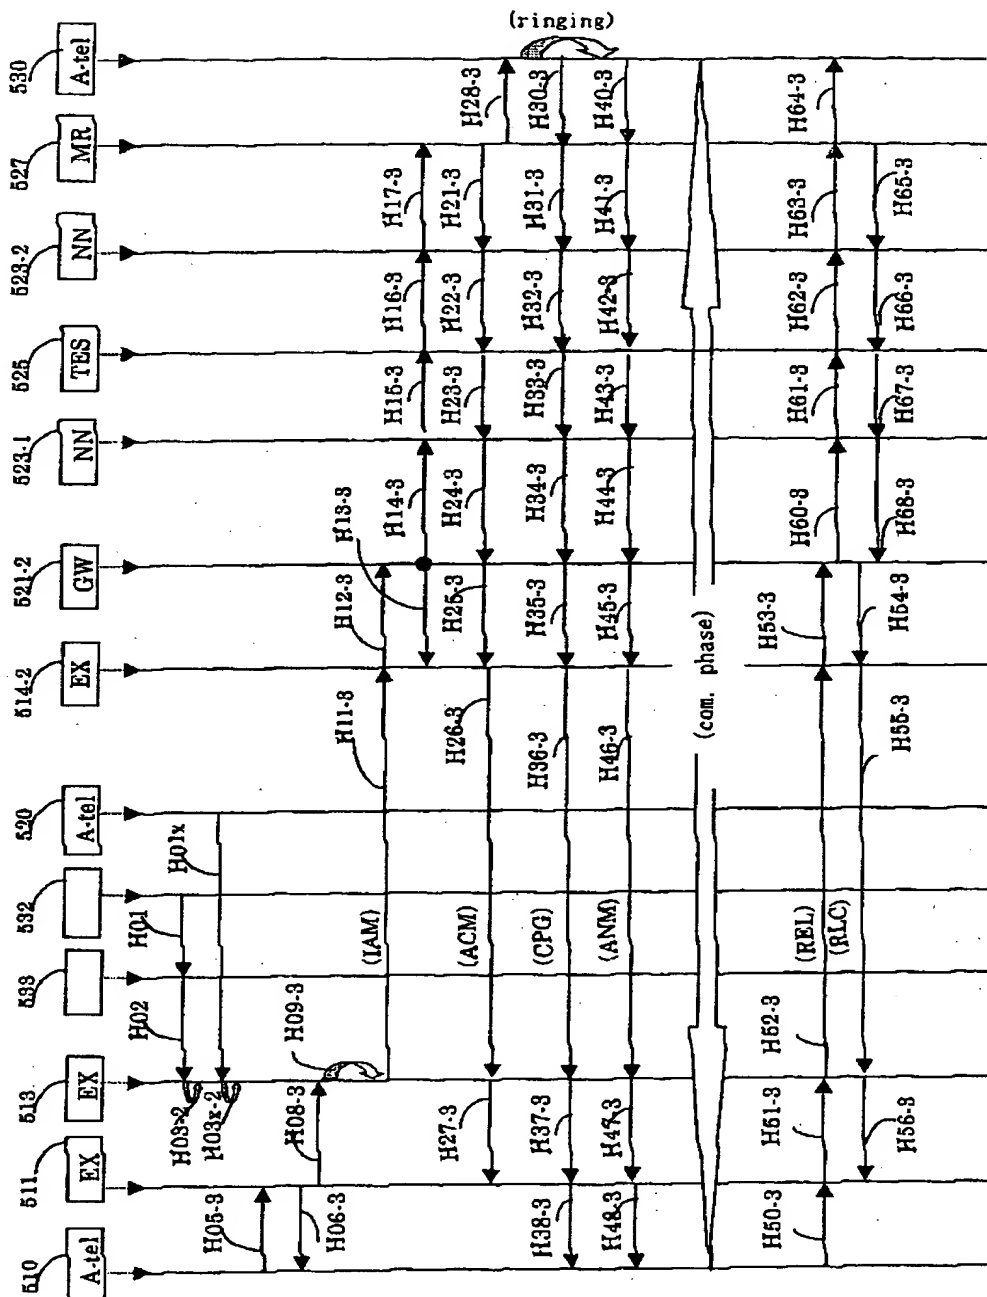 510
A-tel
511
EX
513
EX
533
532
520
A-tel
514-2
EX
521-2
GW
523-1
NN
525
TES
523-2
NN
527
MR
530
A-tel
H01
H02
H01x
H03-2
H03x-2
H05-3
H06-3
H08-3
H09-3
(IAM)
H11-3
H12-3
H13-3
H14-3
H15-3
H16-3
H17-3
H21-3
H22-3
H23-3
H24-3
H25-3
H26-3
(ACM)
H27-3
H28-3
(ringing)
H30-3
H31-3
H32-3
H33-3
H34-3
H35-3
H36-3
(CPG)
H37-3
H38-3
H40-3
H41-3
H42-3
H43-3
H44-3
H45-3
H46-3
(ANM)
H47-3
H48-3
(com. phase)
H50-3
H51-3
H52-3
(REL)
H53-3
H60-3
H61-3
H62-3
H63-3
H64-3
H65-3
H66-3
H67-3
H68-3
H54-3
H55-3
(RLC)
H56-3